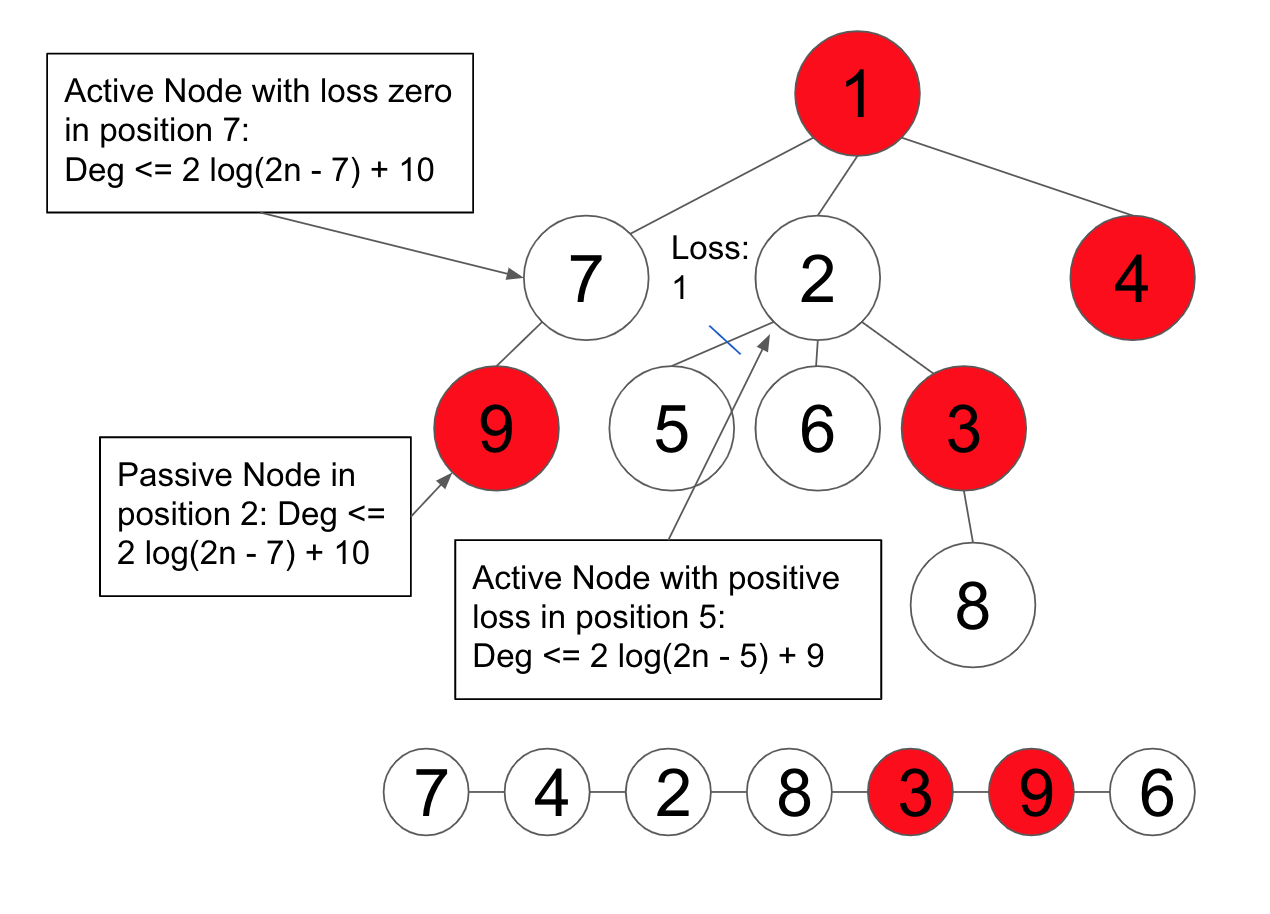 Active Node with loss zero
in position 7:
Deg <= 2 log(2n - 7) + 10
1
7
Loss:
1
2
4
9
5
6
3
Passive Node in
position 2: Deg <=
2 log(2n - 7) + 10
Active Node with positive
loss in position 5:
Deg <= 2 log(2n - 5) + 9
8
7 4 2 8 3 9 6